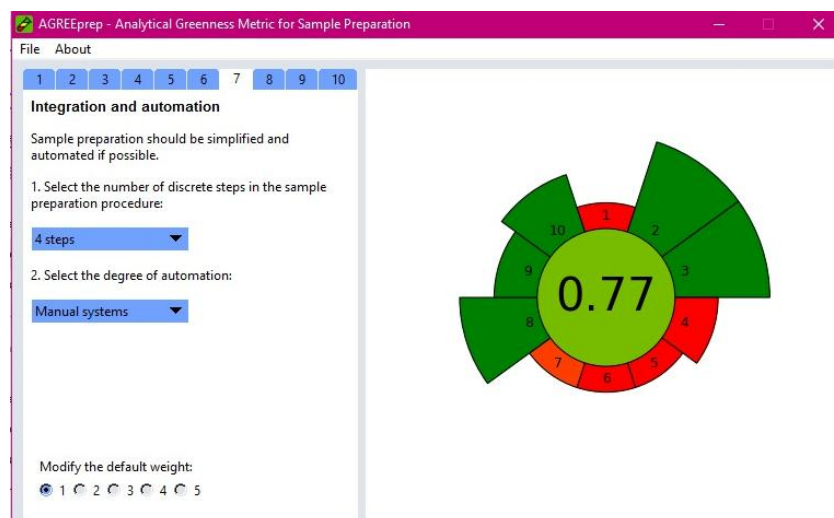 AGREEprep - Analytical Greenness Metric for Sample Preparation
File About
1 2 3 4 5 6 7 8 9 10
Integration and automation
Sample preparation should be simplified and
automated if possible.
1. Select the number of discrete steps in the sample
preparation procedure:
4 steps
2. Select the degree of automation:
Manual systems
Modify the default weight:
1 2 3 4 5
1
2
3
4
5
6
7
8
9
10
0.77